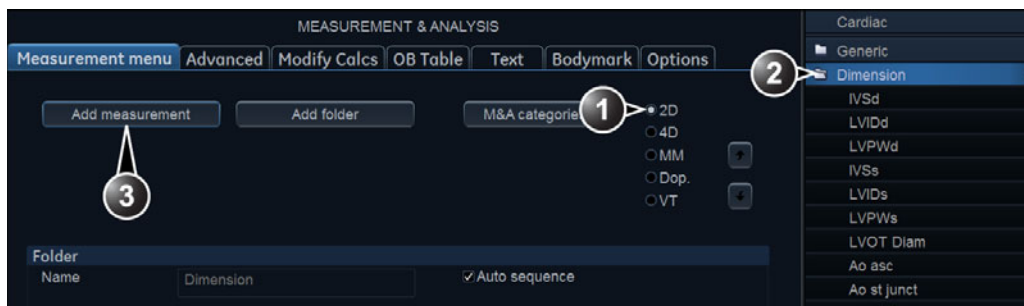 MEASUREMENT & ANALYSIS
Measurement menu Advanced Modify Calcs OB Table Text Bodymark Options
Add measurement Add folder M&A categorie
1
2D
4D
MM
Dop.
VT
3
Folder
Name Dimension Auto sequence
Cardiac
Generic
2
Dimension
IVSd
LVIDd
LVPWd
IVSs
LVIDs
LVPWs
LVOT Diam
Ao asc
Ao st junct